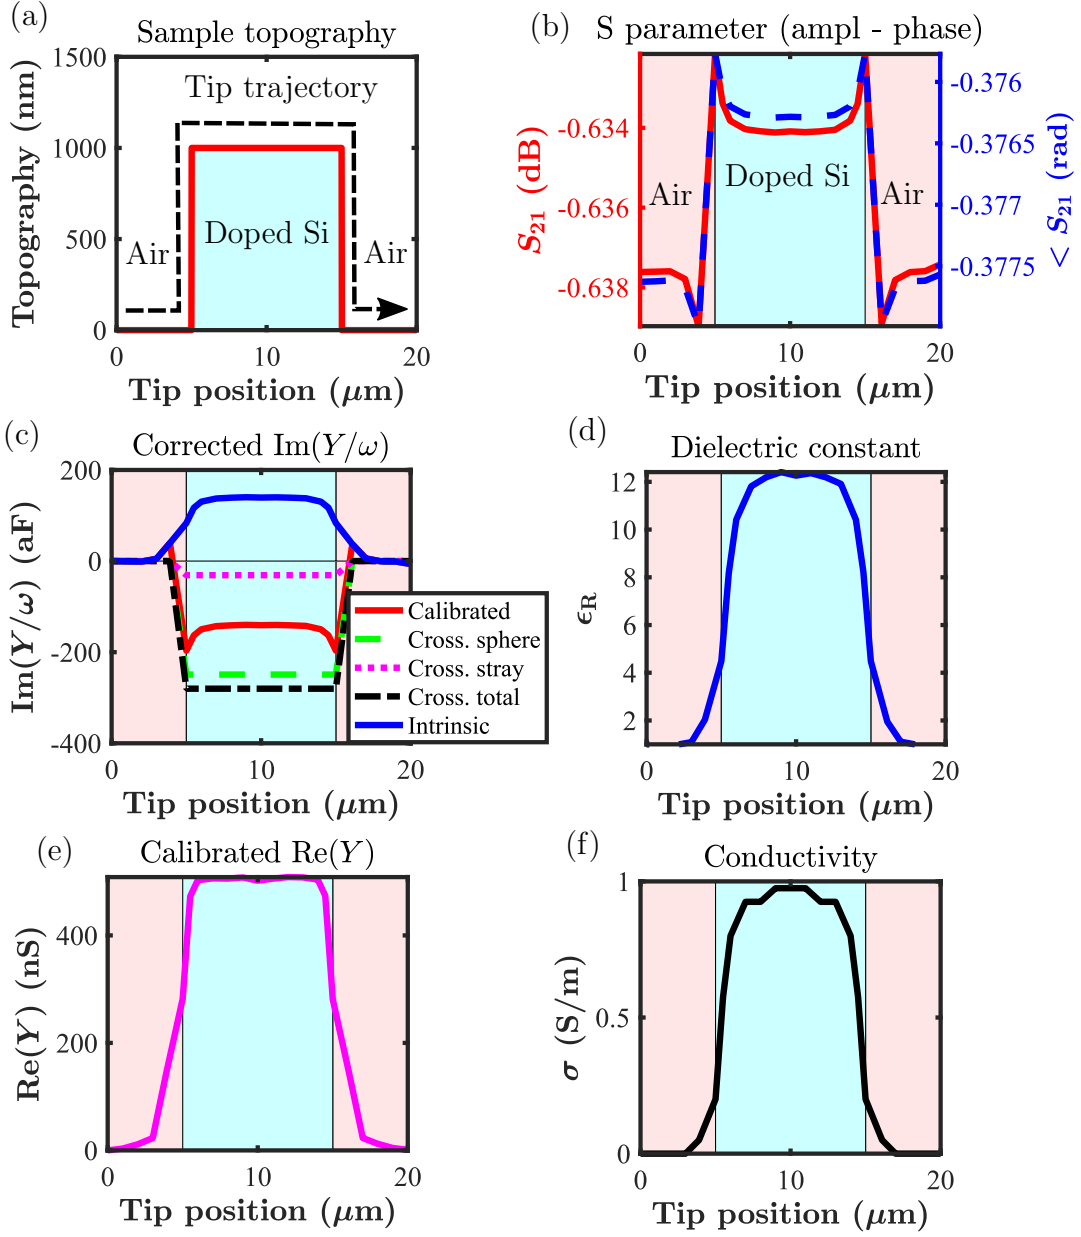 (a)
Sample topography
1500
1000
500
0
Topography (nm)
Tip trajectory
Doped Si
Air
Air
0
10
20
Tip position (μm)
(b)
S parameter (ampl - phase)
-0.634
-0.636
-0.638
S21 (dB)
Air
Doped Si
Air
-0.376
-0.3765
-0.377
-0.3775
< S21 (rad)
0
10
20
Tip position (μm)
(c)
Corrected Im(Y/ω)
200
0
-200
-400
Im(Y/ω) (aF)
Calibrated
Cross. sphere
Cross. stray
Cross. total
Intrinsic
0
10
20
Tip position (μm)
(d)
Dielectric constant
12
10
8
6
4
2
ϵR
0
10
20
Tip position (μm)
(e)
Calibrated Re(Y)
400
200
0
Re(Y) (nS)
0
10
20
Tip position (μm)
(f)
Conductivity
1
0.5
0
σ (S/m)
0
10
20
Tip position (μm)